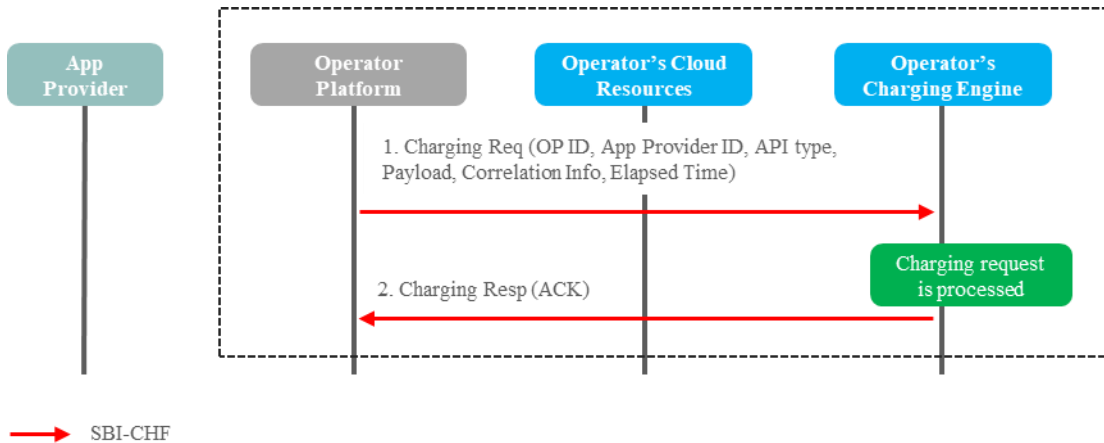 App
Provider
Operator
Platform
Operator's Cloud
Resources
Operator's
Charging Engine
1. Charging Req (OP ID, App Provider ID, API type,
Payload, Correlation Info, Elapsed Time)
Charging request
is processed
2. Charging Resp (ACK)
SBI-CHF